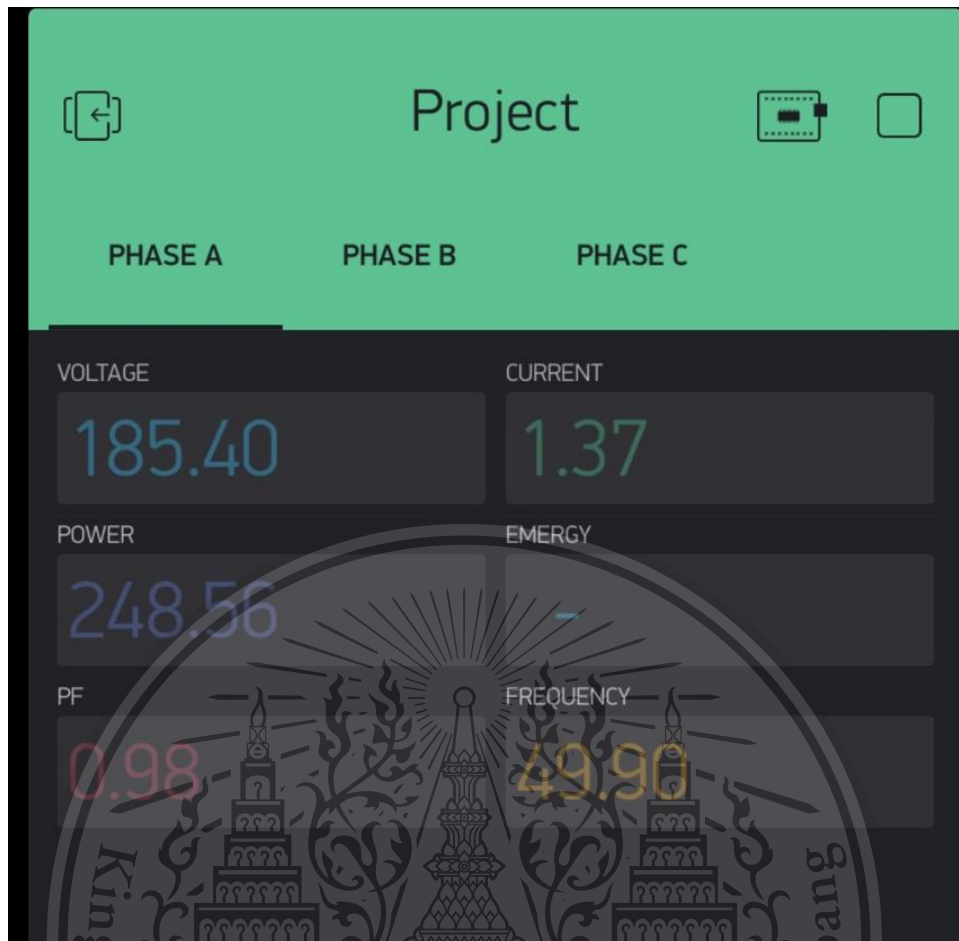 Project
PHASE A PHASE B PHASE C
VOLTAGE CURRENT
185.40 1.37
POWER EMERGY
248.56 -
PF FREQUENCY
0.98 49.90